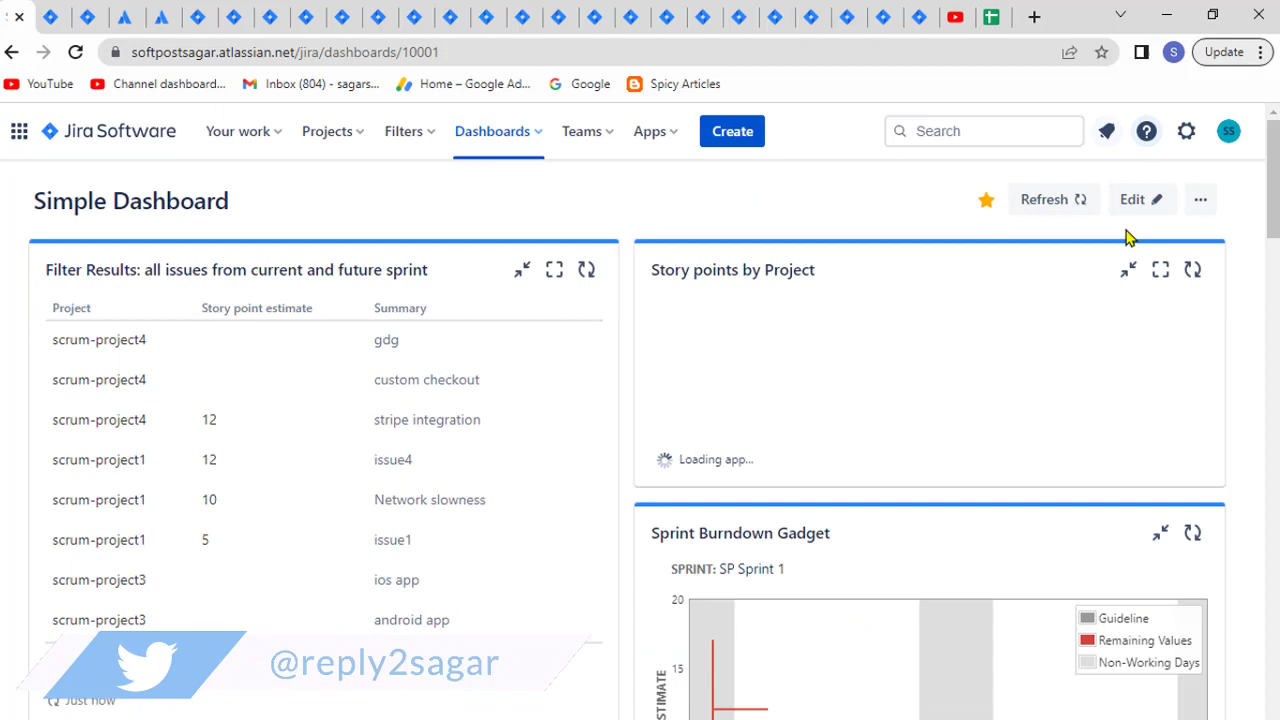 Update
softpostsagar.atlassian.net/jira/dashboards/10001
S
YouTube
Channel dashboard...
Inbox (804) - sagars...
Home – Google Ad...
Google
Spicy Articles
Jira Software
Your work
Projects
Filters
Dashboards
Teams
Apps
Create
Search
SS
Simple Dashboard
Refresh
Edit
Filter Results: all issues from current and future sprint
Project Story point estimate Summary
scrum-project4 gdg
scrum-project4 custom checkout
scrum-project4 12 stripe integration
scrum-project1 12 issue4
scrum-project1 10 Network slowness
scrum-project1 5 issue1
scrum-project3 ios app
scrum-project3 android app
@reply2sagar
Just now
Story points by Project
Loading app...
Sprint Burndown Gadget
SPRINT: SP Sprint 1
20
15
Guideline
Remaining Values
Non-Working Days